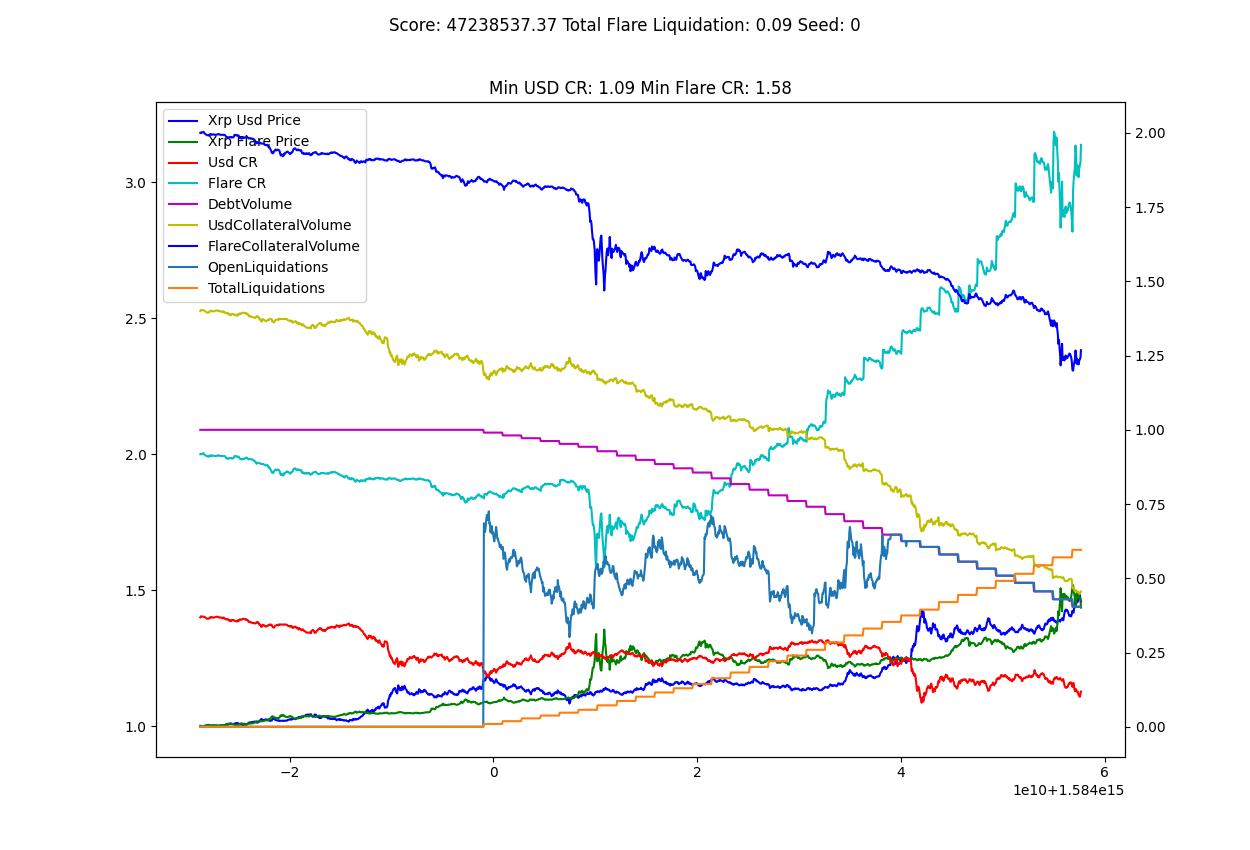 Score: 47238537.37 Total Flare Liquidation: 0.09 Seed: 0
Min USD CR: 1.09 Min Flare CR: 1.58
Xrp Usd Price
Xrp Flare Price
Usd CR
Flare CR
DebtVolume
UsdCollateralVolume
FlareCollateralVolume
OpenLiquidations
TotalLiquidations
3.0
2.5
2.0
1.5
1.0
2.00
1.75
1.50
1.25
1.00
0.75
0.50
0.25
0.00
−2 0 2 4 6
1e10+1.584e15